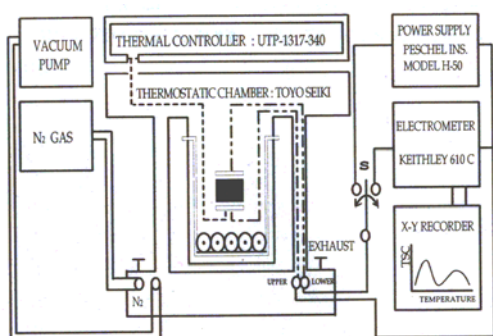 VACUUM
PUMP
THERMAL CONTROLLER : UTP-1317-340
POWER SUPPLY
PESCHEL INS.
MODEL H-50
THERMOSTATIC CHAMBER : TOYO SEIKI
N2 GAS
ELECTROMETER
KEITHLEY 610 C
S
X-Y RECORDER
TSC
TEMPERATURE
EXHAUST
N2
UPPER
LOWER